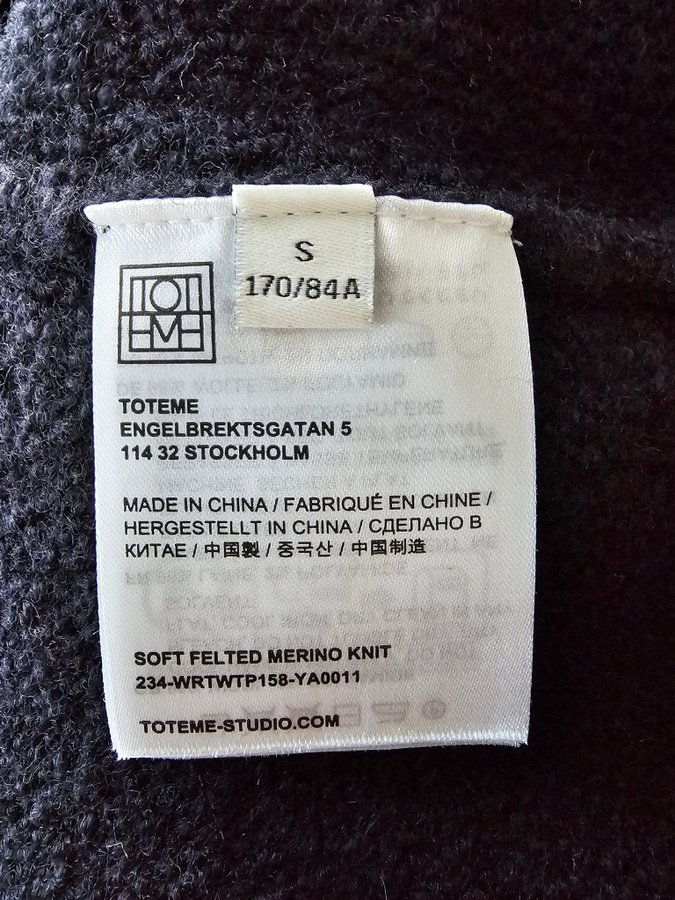 S
170/84A
TOTEME
TOTEME
ENGELBREKTSGATAN 5
114 32 STOCKHOLM
MADE IN CHINA / FABRIQUÉ EN CHINE /
HERGESTELLT IN CHINA / СДЕЛАНО В
КИТАЕ / 中国製 / 중국산 / 中国制造
SOFT FELTED MERINO KNIT
234-WRTWTP158-YA0011
TOTEME-STUDIO.COM